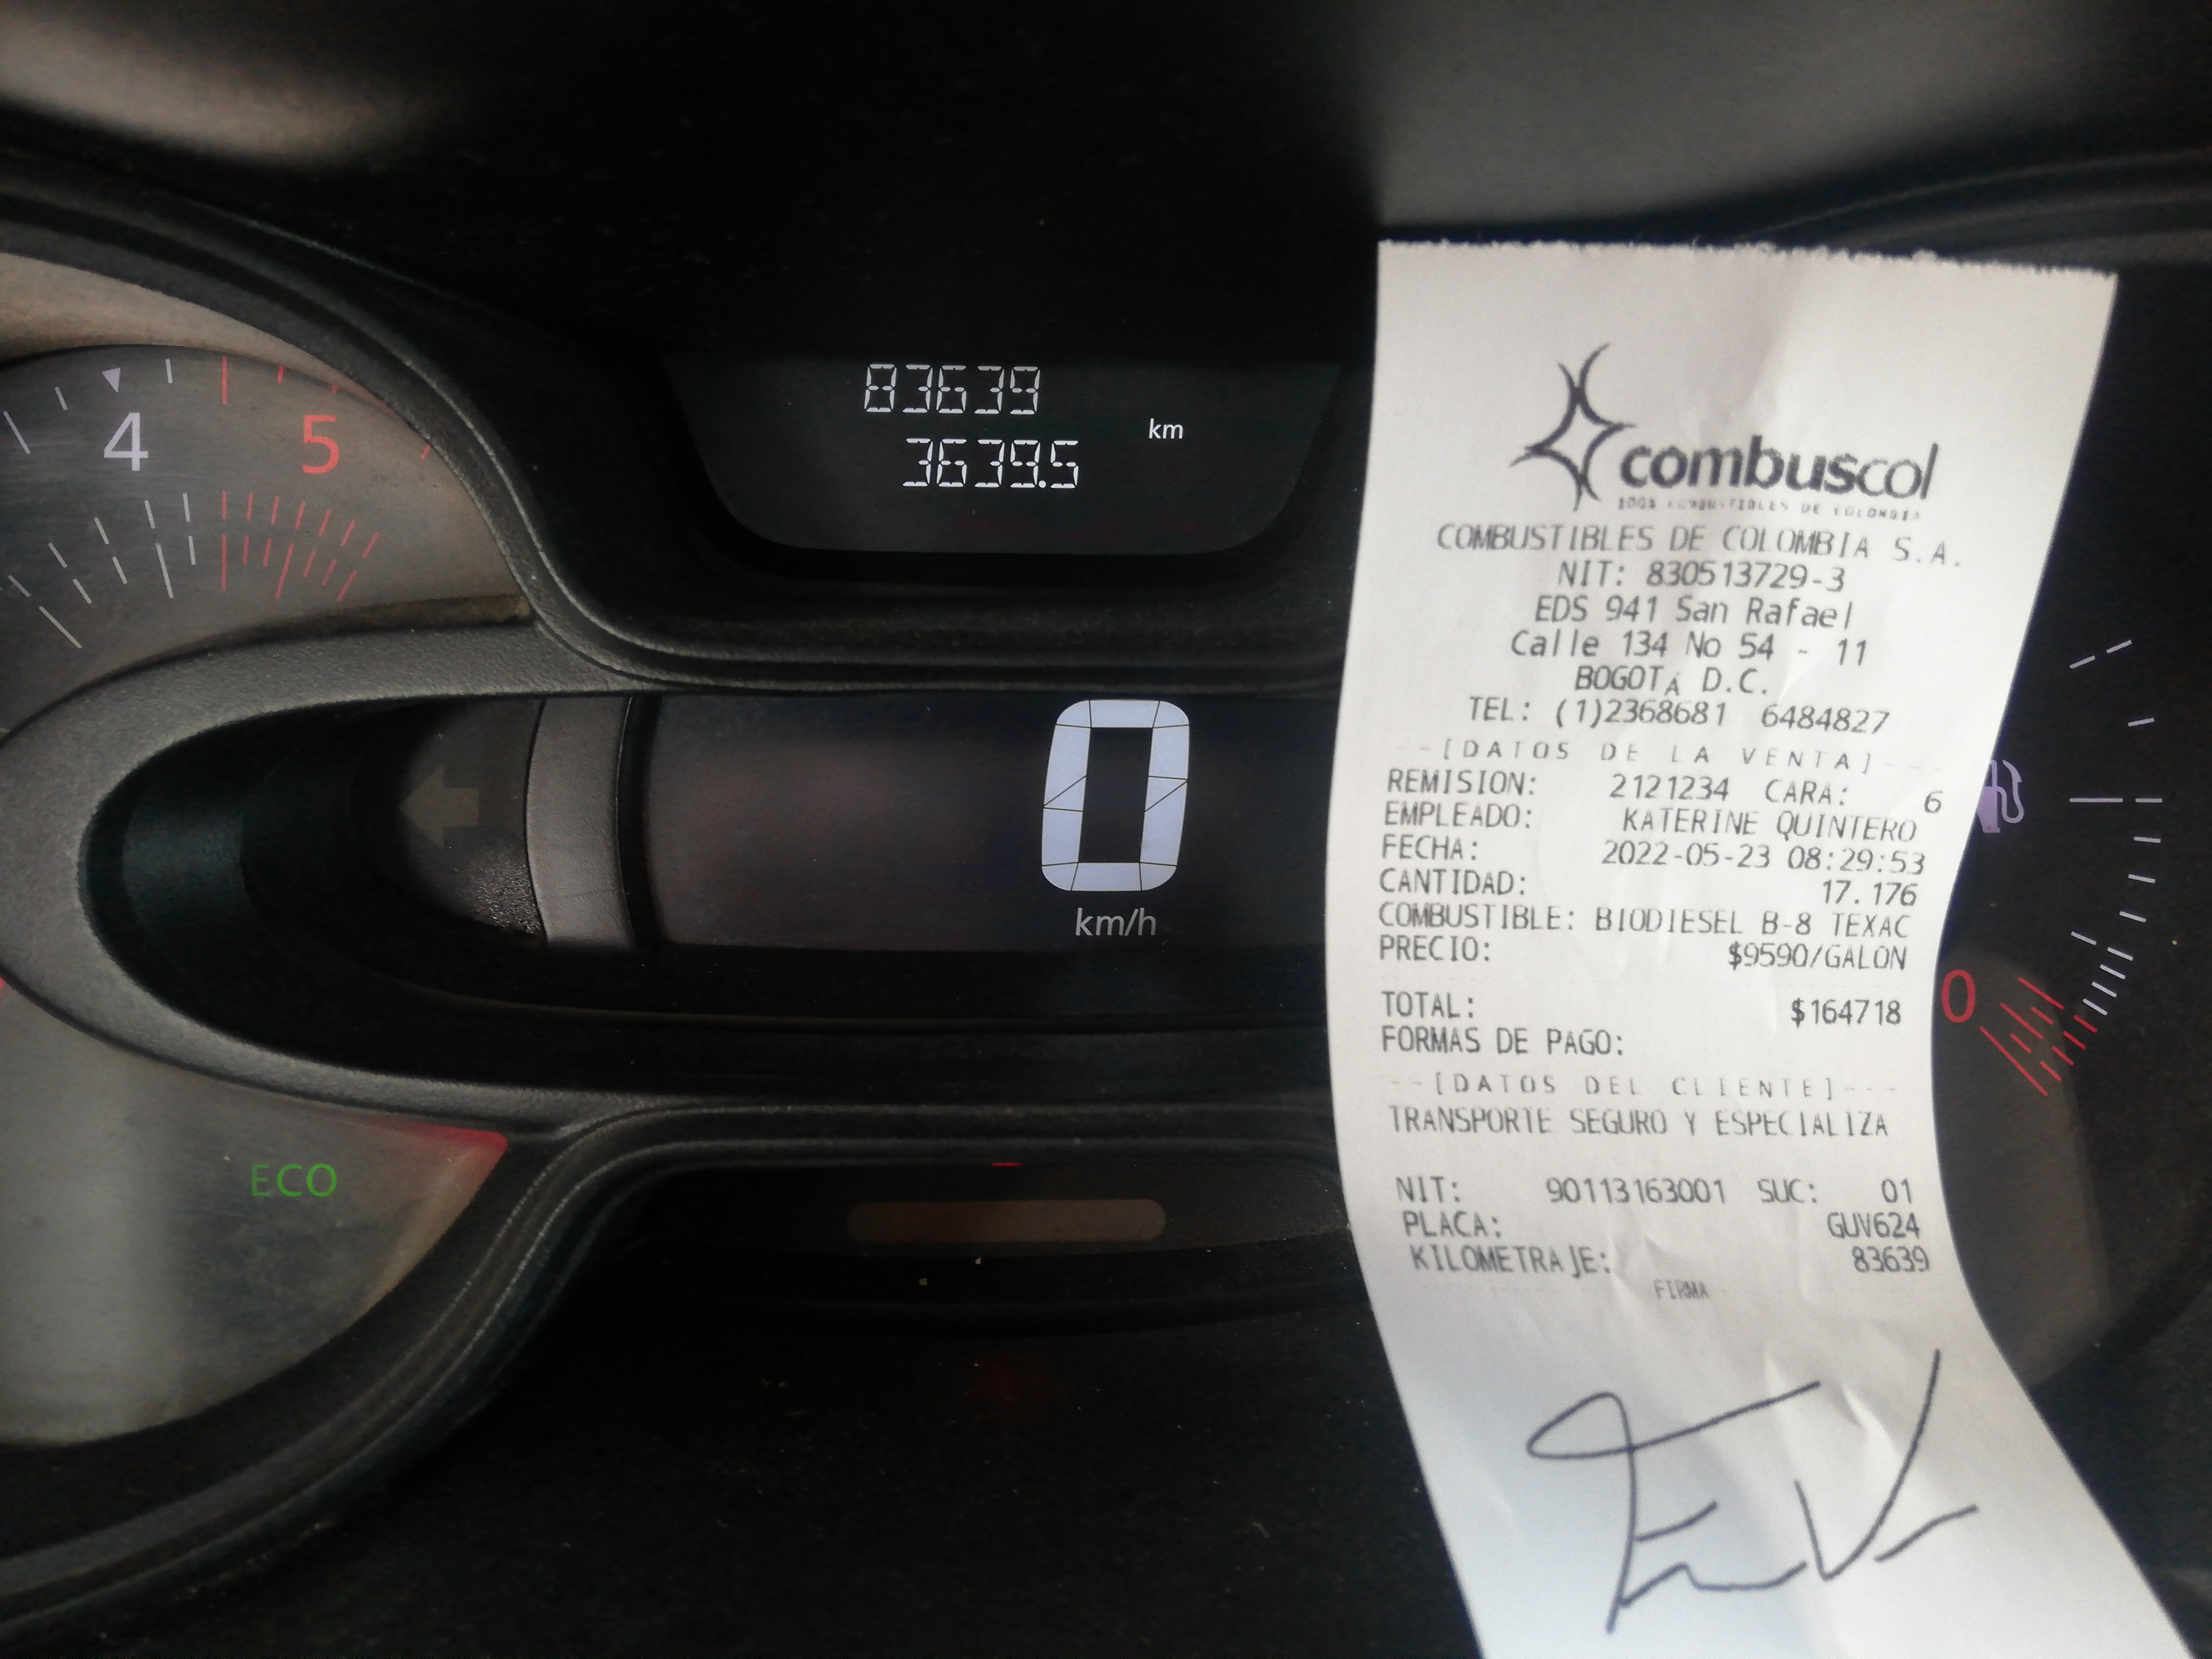 83639
km
3639.5
4
5
0
km/h
ECO
0
combuscol
COMBUSTIBLES DE COLOMBIA S.A.
NIT: 830513729-3
EDS 941 San Rafael
Calle 134 No 54 - 11
BOGOTÁ D.C.
TEL: (1)2368681 6484827
--[DATOS DE LA VENTA]---
REMISION: 2121234 CARA: 6
EMPLEADO: KATERINE QUINTERO
FECHA: 2022-05-23 08:29:53
CANTIDAD: 17.176
COMBUSTIBLE: BIODIESEL B-8 TEXAC
PRECIO: $9590/GALON
TOTAL: $164718
FORMAS DE PAGO:
--[DATOS DEL CLIENTE]---
TRANSPORTE SEGURO Y ESPECIALIZA
NIT: 90113163001 SUC: 01
PLACA: GUV624
KILOMETRAJE: 83639
FIRMA